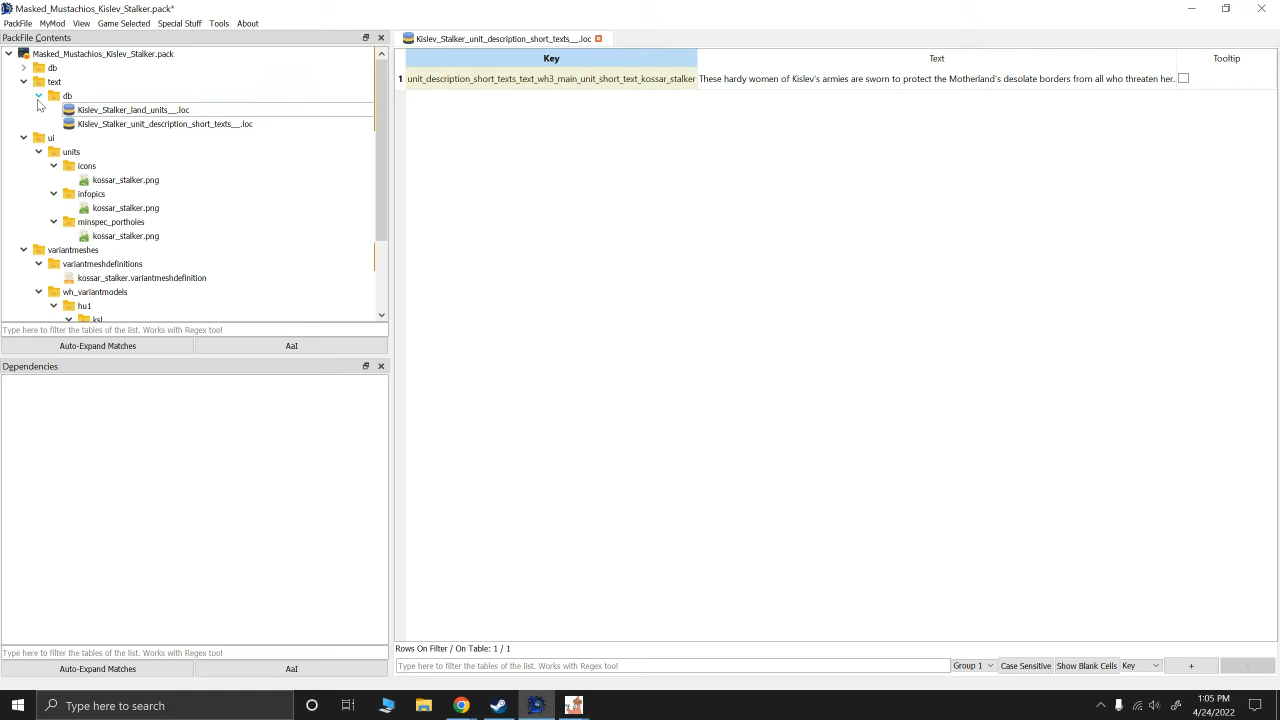 Masked_Mustachios_Kislev_Stalker.pack*
PackFile MyMod View Game Selected Special Stuff Tools About
PackFile Contents
Masked_Mustachios_Kislev_Stalker.pack
db
text
db
Kislev_Stalker_land_units__.loc
Kislev_Stalker_unit_description_short_texts__.loc
ui
units
icons
kossar_stalker.png
infopics
kossar_stalker.png
minspec_portholes
kossar_stalker.png
variantmeshes
variantmeshdefinitions
kossar_stalker.variantmeshdefinition
wh_variantmodels
hu1
ksl
Type here to filter the tables of the list. Works with Regex too!
Auto-Expand Matches AaI
Dependencies
Type here to filter the tables of the list. Works with Regex too!
Auto-Expand Matches AaI
Kislev_Stalker_unit_description_short_texts__.loc
Key Text Tooltip
1 unit_description_short_texts_text_wh3_main_unit_short_text_kossar_stalker These hardy women of Kislev's armies are sworn to protect the Motherland's desolate borders from all who threaten her.
Rows On Filter / On Table: 1 / 1
Type here to filter the rows of the table. Works with Regex too!
Group 1 Case Sensitive Show Blank Cells Key + -
Type here to search
1:05 PM
4/24/2022